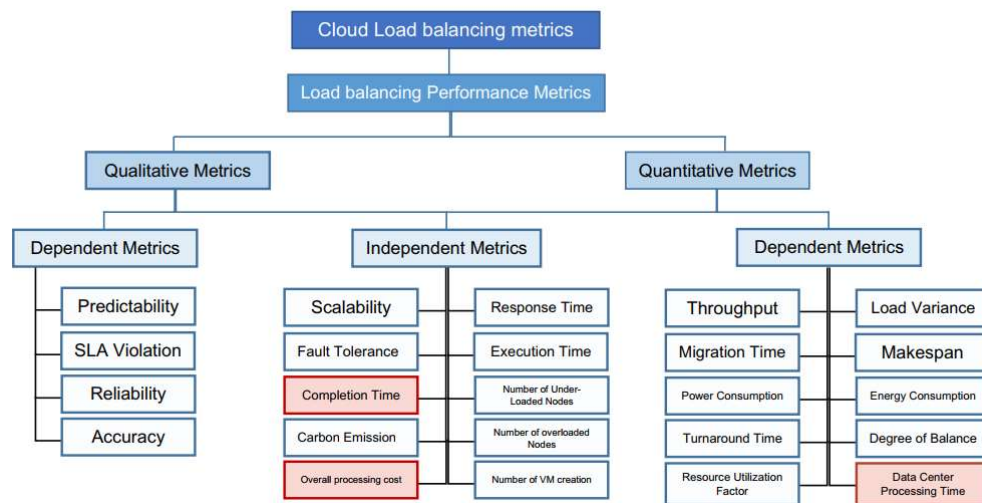 Cloud Load balancing metrics
Load balancing Performance Metrics
Qualitative Metrics
Quantitative Metrics
Dependent Metrics
Independent Metrics
Dependent Metrics
Predictability
SLA Violation
Reliability
Accuracy
Scalability
Response Time
Fault Tolerance
Execution Time
Completion Time
Number of Under-
Loaded Nodes
Carbon Emission
Number of overloaded
Nodes
Overall processing cost
Number of VM creation
Throughput
Load Variance
Migration Time
Makespan
Power Consumption
Energy Consumption
Turnaround Time
Degree of Balance
Resource Utilization
Factor
Data Center
Processing Time